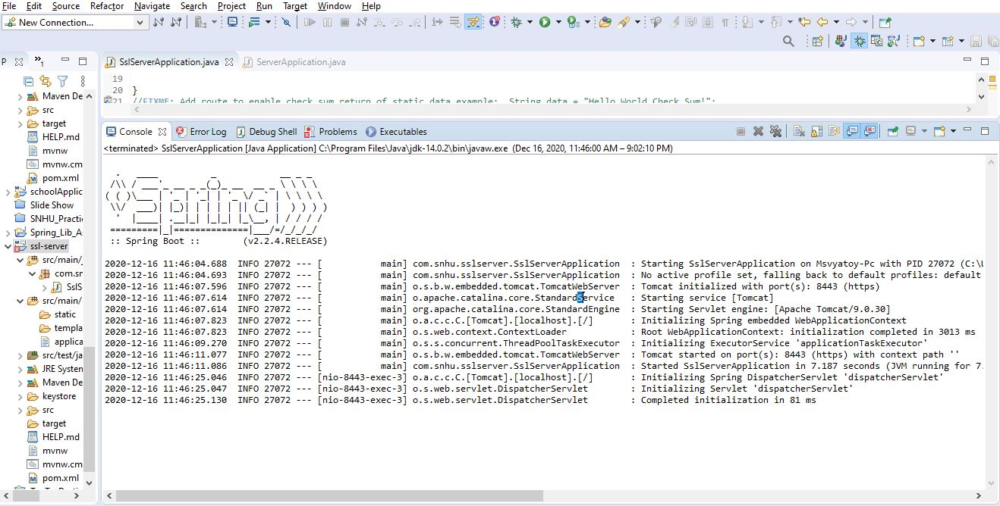 File Edit Source Refactor Navigate Search Project Run Target Window Help
New Connection...
P
SslServerApplication.java ServerApplication.java
19
20 }
21 //FIXME: Add route to enable check sum return of static data example: String data = "Hello World Check Sum!";
Maven De
src
target
HELP.md
mvnw
mvnw.cm
pom.xml
schoolApplic
Slide Show
SNHU_Practi
Spring_Lib_A
ssl-server
src/main/j
com.sn
SslS
src/main/
static
templa
applica
src/test/ja
JRE System
Maven De
keystore
src
target
HELP.md
mvnw
mvnw.cm
pom.xml
Console Error Log Debug Shell Problems Executables
<terminated> SslServerApplication [Java Application] C:\Program Files\Java\jdk-14.0.2\bin\javaw.exe (Dec 16, 2020, 11:46:00 AM – 9:02:10 PM)
Spring
:: Spring Boot :: (v2.2.4.RELEASE)
2020-12-16 11:46:04.688 INFO 27072 --- [ main] com.snhu.sslserver.SslServerApplication : Starting SslServerApplication on Msvyatoy-Pc with PID 27072 (C:\U
2020-12-16 11:46:04.693 INFO 27072 --- [ main] com.snhu.sslserver.SslServerApplication : No active profile set, falling back to default profiles: default
2020-12-16 11:46:07.596 INFO 27072 --- [ main] o.s.b.w.embedded.tomcat.TomcatWebServer : Tomcat initialized with port(s): 8443 (https)
2020-12-16 11:46:07.614 INFO 27072 --- [ main] o.apache.catalina.core.StandardService : Starting service [Tomcat]
2020-12-16 11:46:07.614 INFO 27072 --- [ main] org.apache.catalina.core.StandardEngine : Starting Servlet engine: [Apache Tomcat/9.0.30]
2020-12-16 11:46:07.823 INFO 27072 --- [ main] o.a.c.c.C.[Tomcat].[localhost].[/] : Initializing Spring embedded WebApplicationContext
2020-12-16 11:46:07.823 INFO 27072 --- [ main] o.s.web.context.ContextLoader : Root WebApplicationContext: initialization completed in 3013 ms
2020-12-16 11:46:09.270 INFO 27072 --- [ main] o.s.s.concurrent.ThreadPoolTaskExecutor : Initializing ExecutorService 'applicationTaskExecutor'
2020-12-16 11:46:11.077 INFO 27072 --- [ main] o.s.b.w.embedded.tomcat.TomcatWebServer : Tomcat started on port(s): 8443 (https) with context path ''
2020-12-16 11:46:11.086 INFO 27072 --- [ main] com.snhu.sslserver.SslServerApplication : Started SslServerApplication in 7.187 seconds (JVM running for 7.
2020-12-16 11:46:25.046 INFO 27072 --- [nio-8443-exec-3] o.a.c.c.C.[Tomcat].[localhost].[/] : Initializing Spring DispatcherServlet 'dispatcherServlet'
2020-12-16 11:46:25.047 INFO 27072 --- [nio-8443-exec-3] o.s.web.servlet.DispatcherServlet : Initializing Servlet 'dispatcherServlet'
2020-12-16 11:46:25.130 INFO 27072 --- [nio-8443-exec-3] o.s.web.servlet.DispatcherServlet : Completed initialization in 81 ms